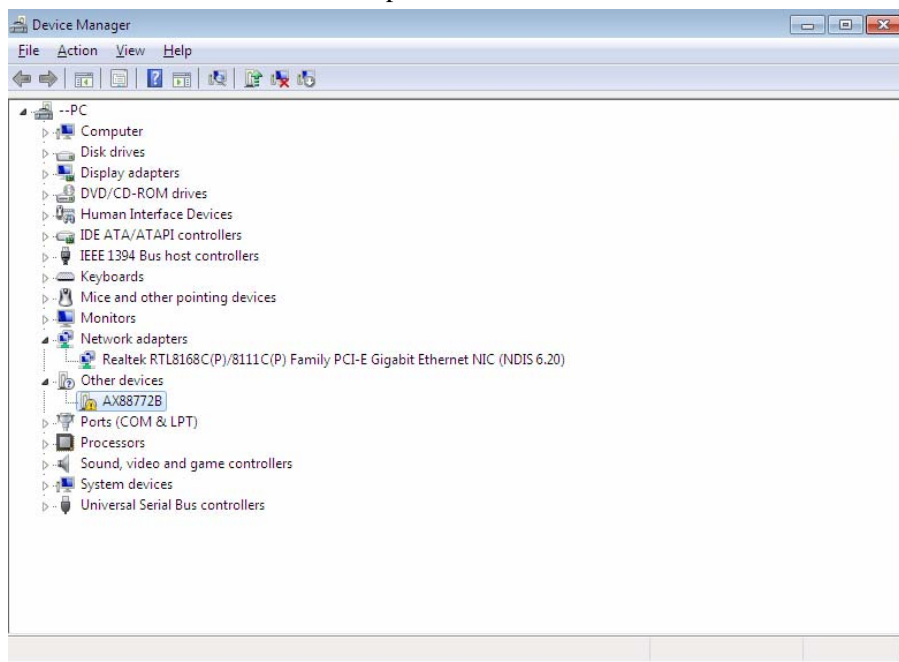 Device Manager
File Action View Help
--PC
Computer
Disk drives
Display adapters
DVD/CD-ROM drives
Human Interface Devices
IDE ATA/ATAPI controllers
IEEE 1394 Bus host controllers
Keyboards
Mice and other pointing devices
Monitors
Network adapters
Realtek RTL8168C(P)/8111C(P) Family PCI-E Gigabit Ethernet NIC (NDIS 6.20)
Other devices
AX88772B
Ports (COM & LPT)
Processors
Sound, video and game controllers
System devices
Universal Serial Bus controllers